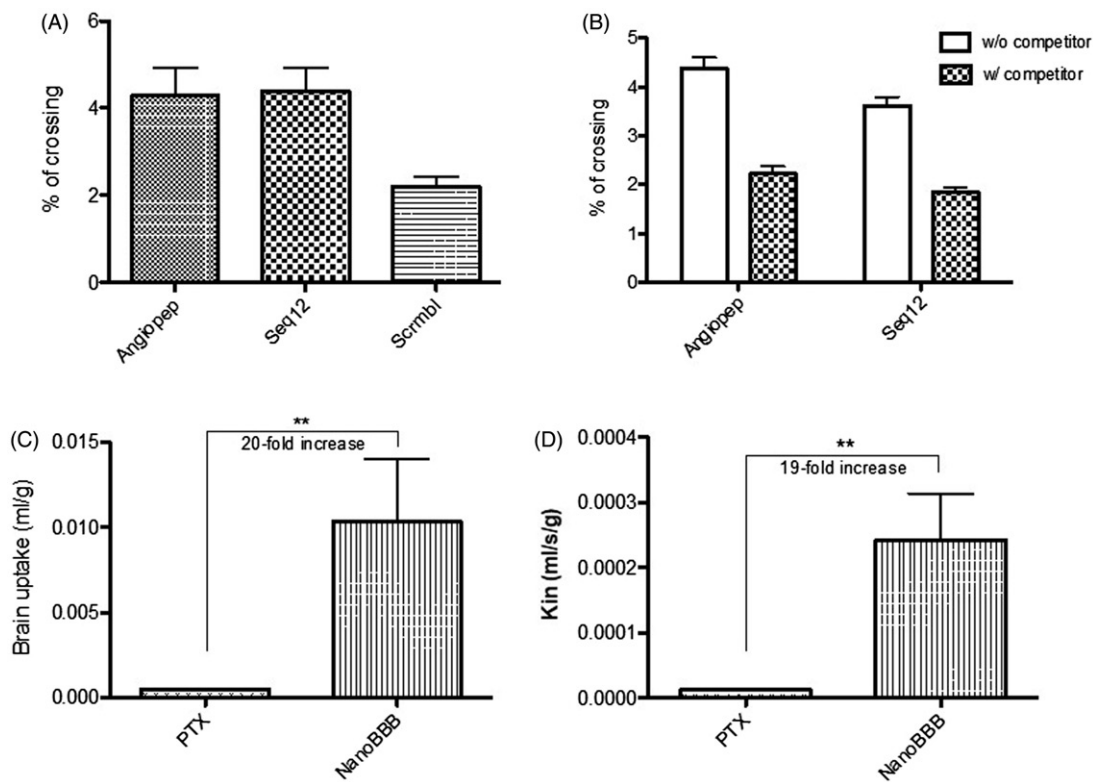 (A)
6
4
2
0
% of crossing
Angiopep
Seq12
Scrmbl
(B)
5
4
3
2
1
0
% of crossing
w/o competitor
w/ competitor
Angiopep
Seq12
(C)
0.015
0.010
0.005
0.000
Brain uptake (ml/g)
**
20-fold increase
PTX
NanoBBB
(D)
0.0004
0.0003
0.0002
0.0001
0.0000
Kin (ml/s/g)
**
19-fold increase
PTX
NanoBBB